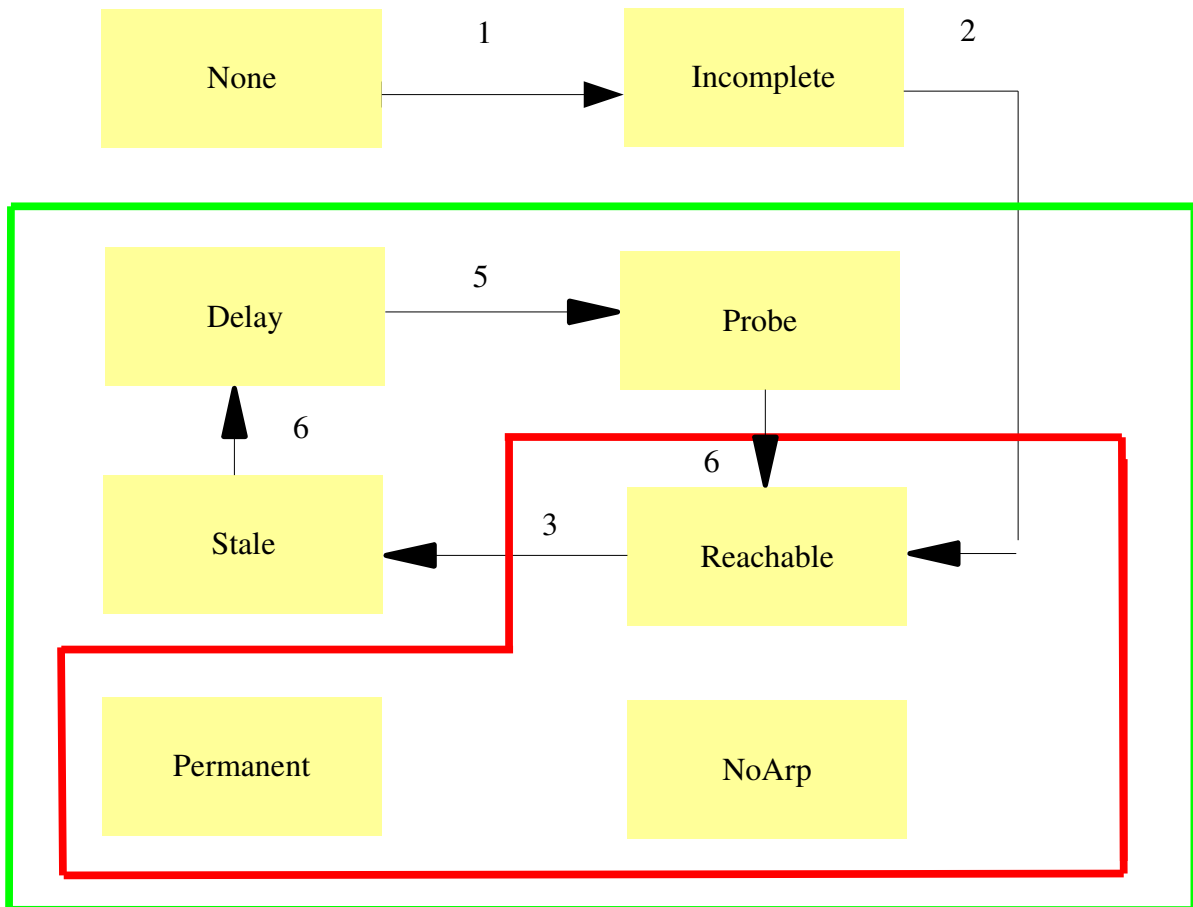 1
2
None
Incomplete
5
Delay
Probe
6
6
3
Stale
Reachable
Permanent
NoArp